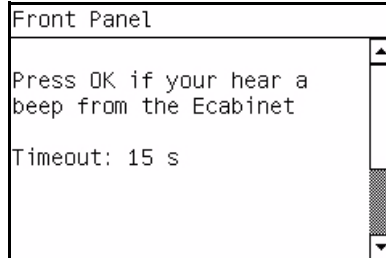 Front Panel
Press OK if your hear a
beep from the Ecabinet
Timeout: 15 s